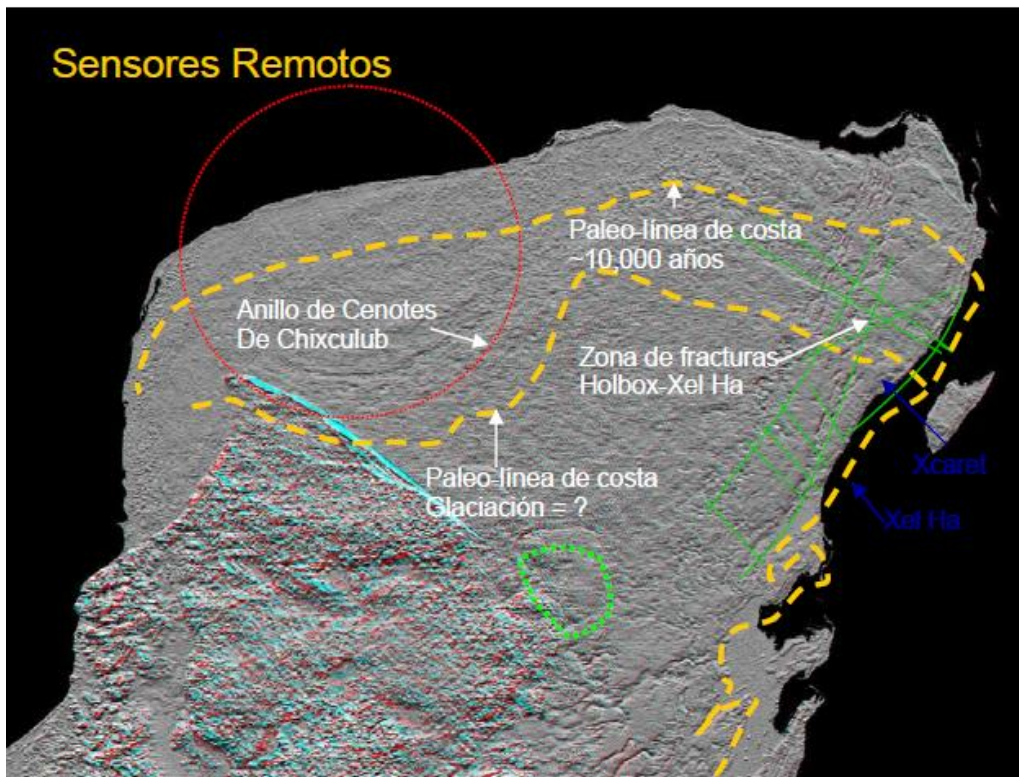 Sensores Remotos
Paleo-línea de costa
~10,000 años
Anillo de Cenotes
De Chixculub
Zona de fracturas
Holbox-Xel Ha
Xcaret
Paleo-línea de costa
Glaciación = ?
Xel Ha